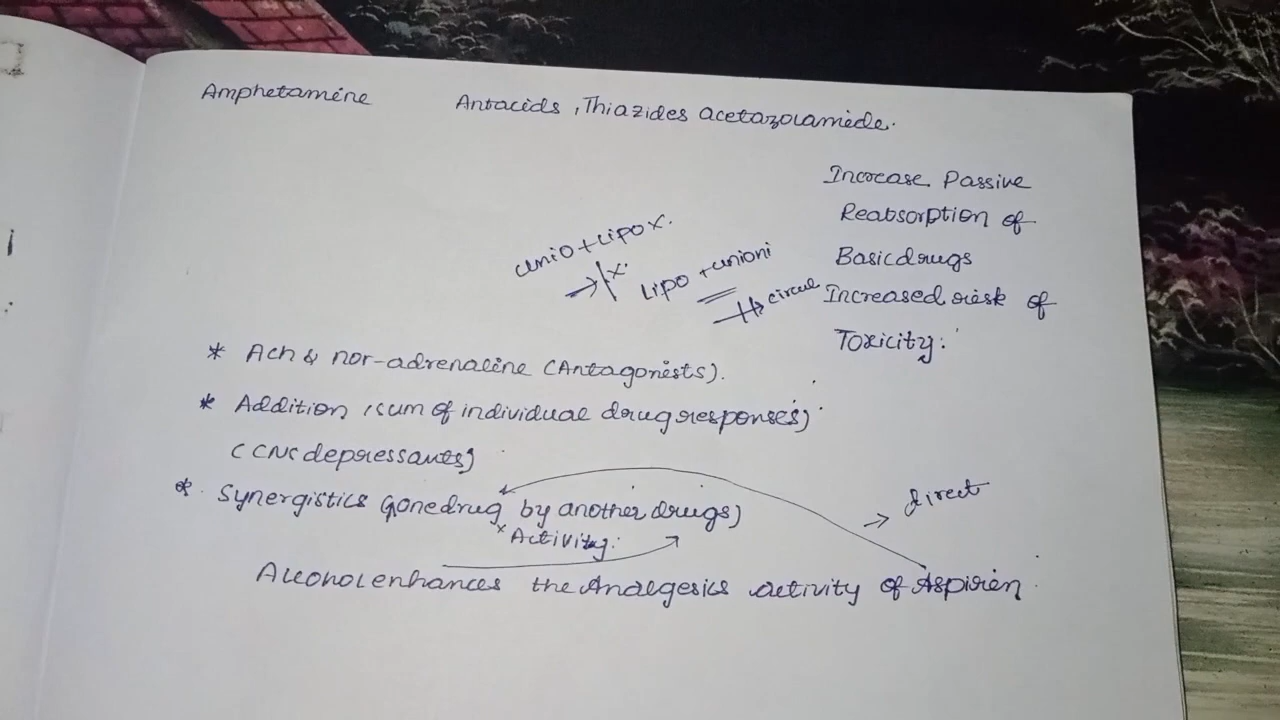 Amphetamine Antacids, Thiazides acetazolamide.
Increase Passive
Reabsorption of
Basic drugs
Increased risk of
Toxicity.
unio + Lipo x.
x.
Lipo + unioni
circul
* Ach & nor-adrenaline (Antagonists).
* Addition (sum of individual drug responses)
(CNS depressants)
* Synergistics (one drug by another drugs)
x Activity.
direct
Alcohol enhances the Analgesics activity of Aspirin.